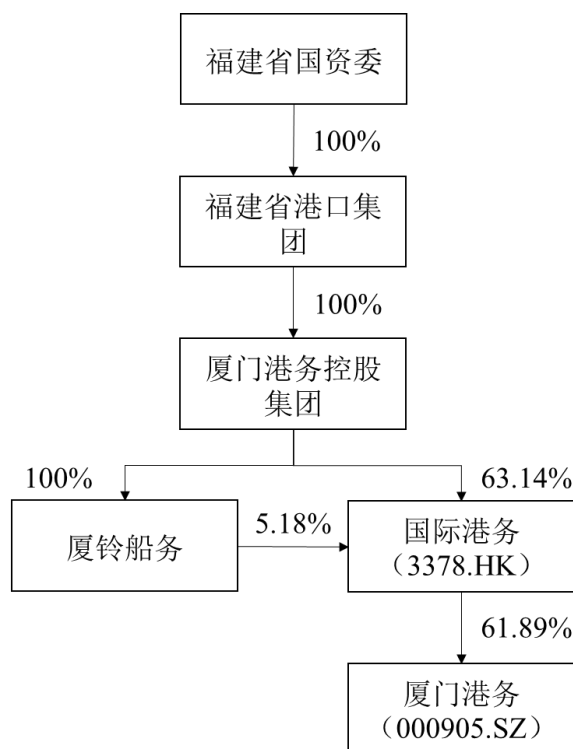 福建省国资委
100%
福建省港口集
团
100%
厦门港务控股
集团
100%
63.14%
厦铃船务
5.18%
国际港务
（3378.HK）
61.89%
厦门港务
（000905.SZ）